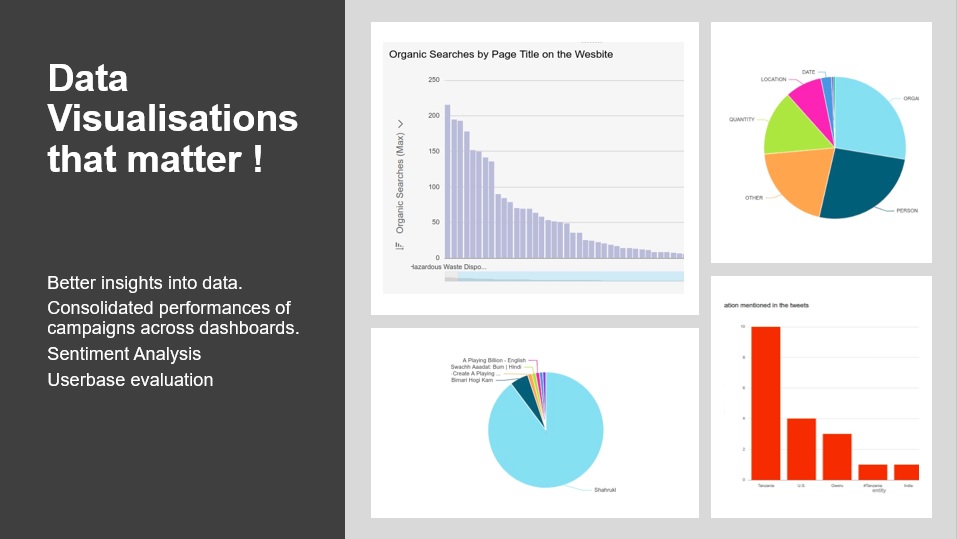 Data
Visualisations
that matter !
Better insights into data.
Consolidated performances of
campaigns across dashboards.
Sentiment Analysis
Userbase evaluation
Organic Searches by Page Title on the Wesbite
Organic Searches (Max)
250
200
150
100
50
0
Hazardous Waste Dispo...
DATE
LOCATION
ORGA
QUANTITY
OTHER
PERSON
A Playing Billion - English
Swachh Aaadat: Bum | Hindi
Create A Playing ...
Bimari Hogi Kam
Shahrukl
ation mentioned in the tweets
10
8
6
4
2
0
Tanzania
U.S.
#Tanzania
India
entity